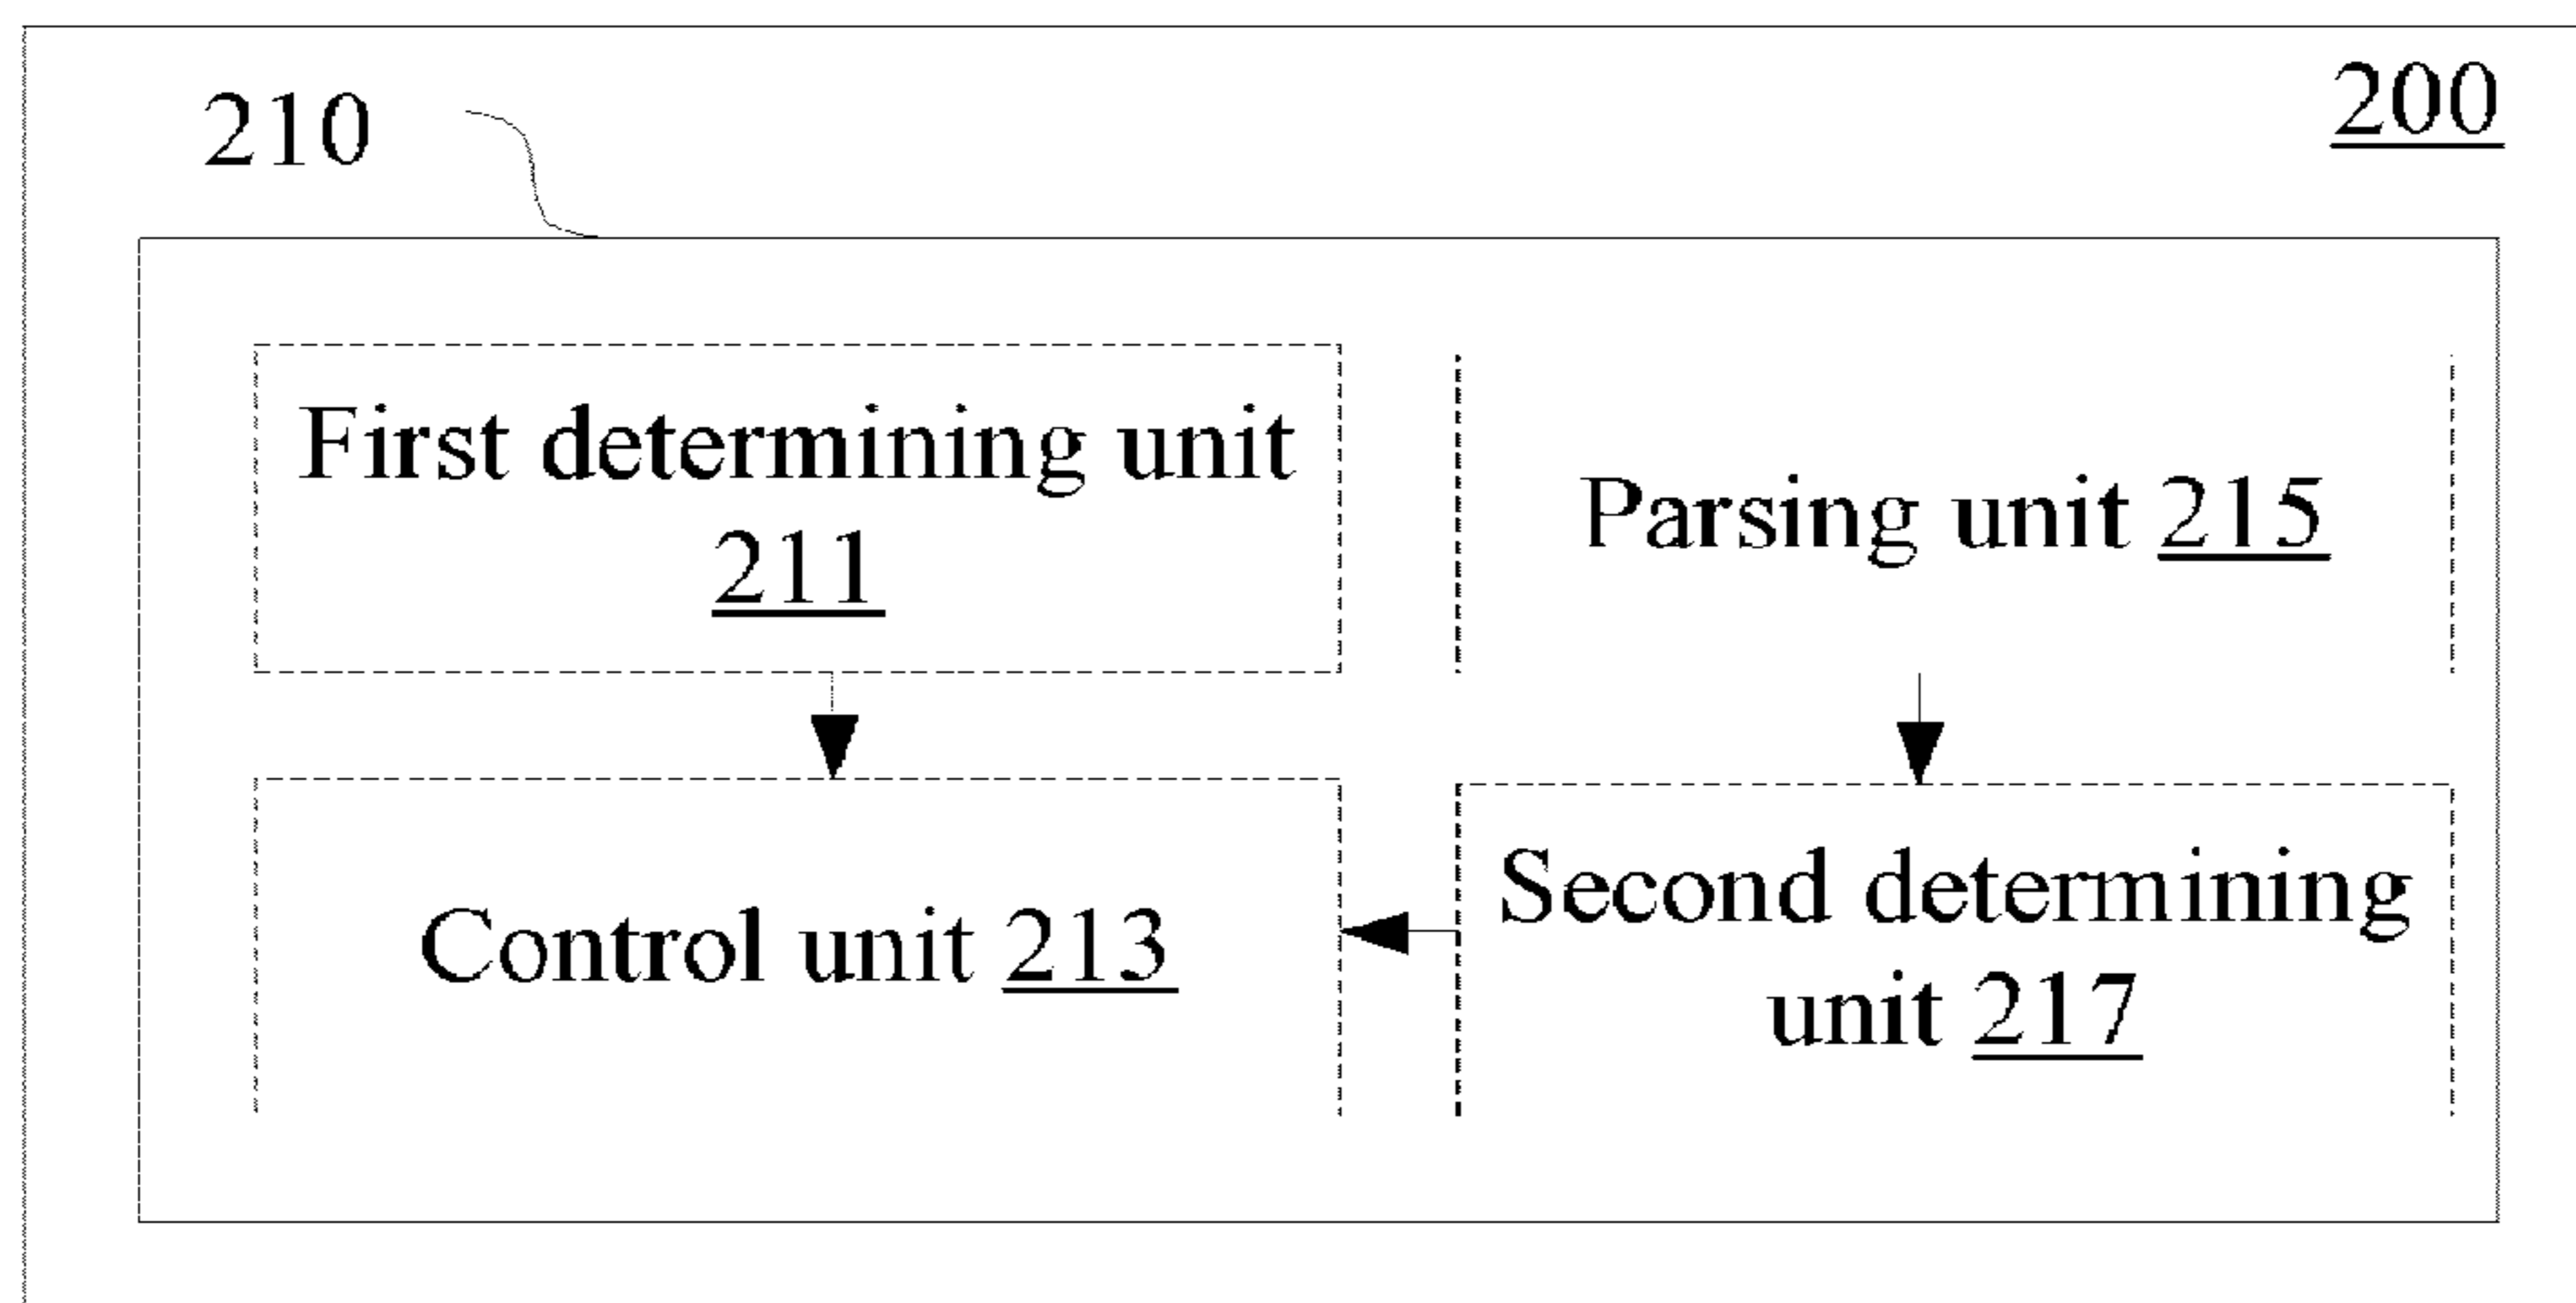 200
210
First determining unit
211
Parsing unit 215
Control unit 213
Second determining
unit 217